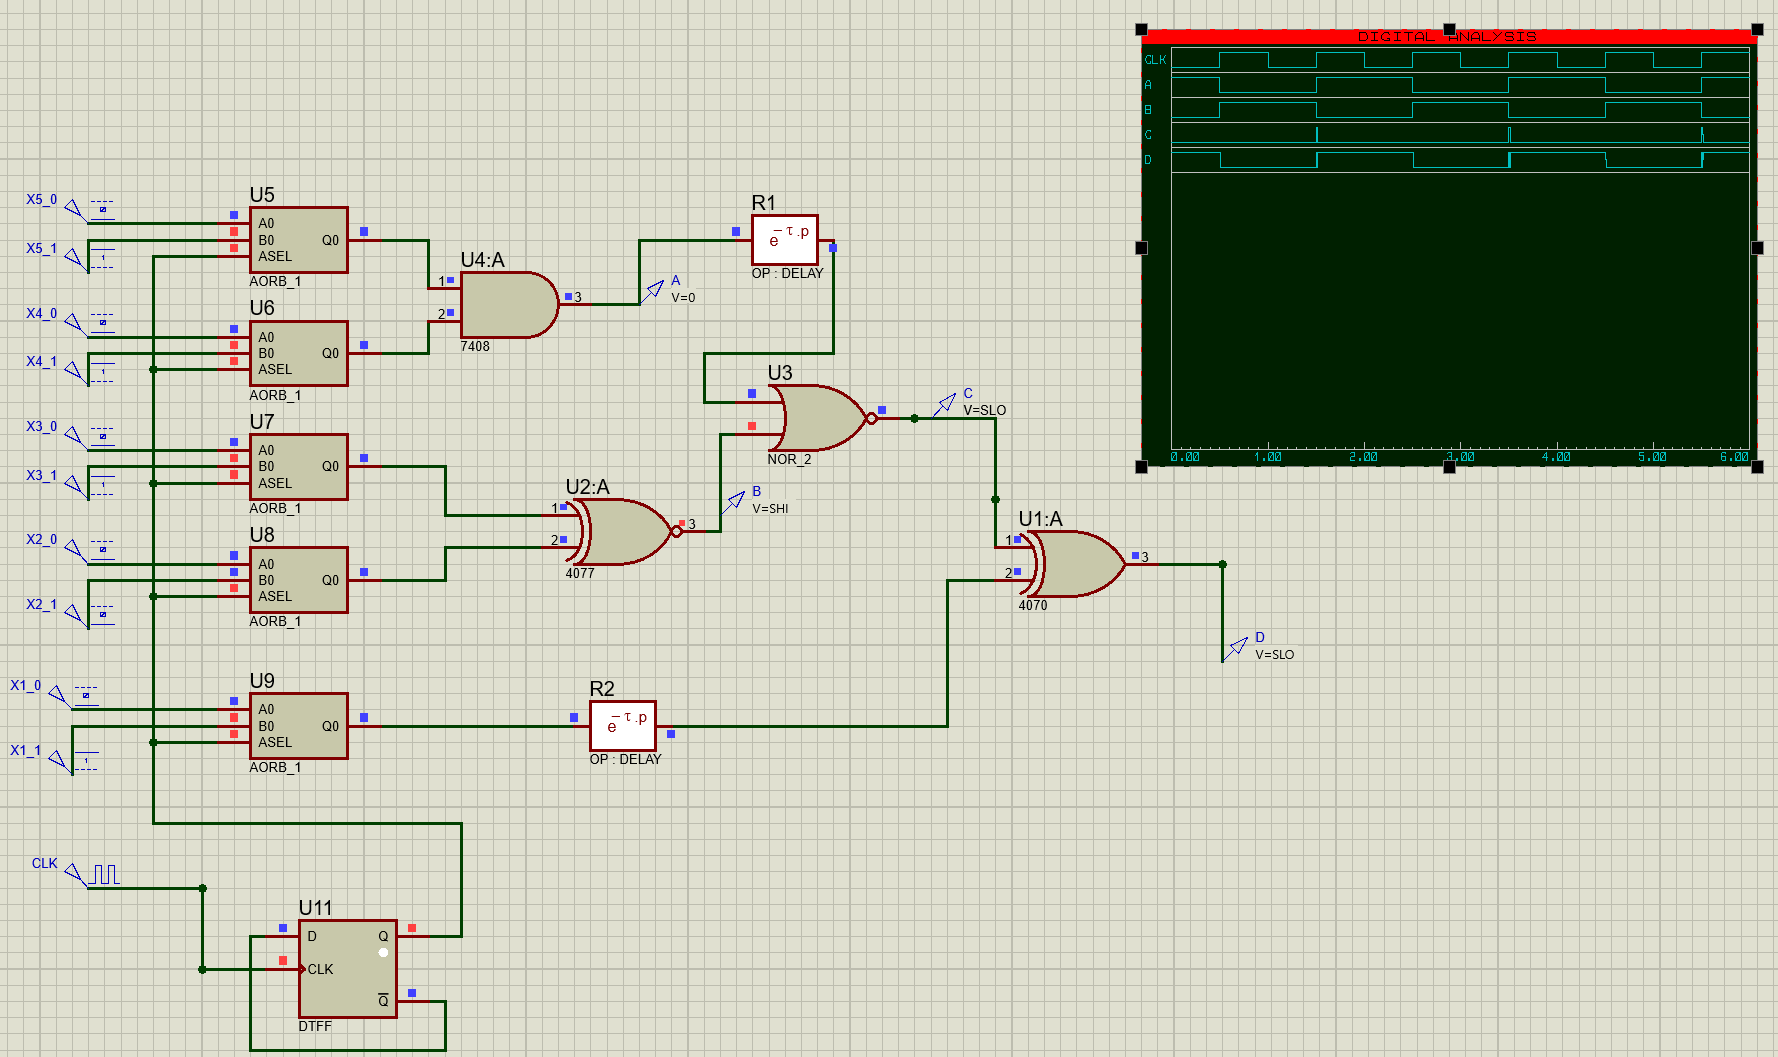 DIGITAL ANALYSIS
CLK
A
B
C
D
0.00 1.00 2.00 3.00 4.00 5.00 6.00
X5_0
X5_1
U5
A0
B0
ASEL
Q0
AORB_1
X4_0
X4_1
U6
A0
B0
ASEL
Q0
AORB_1
X3_0
X3_1
U7
A0
B0
ASEL
Q0
AORB_1
X2_0
X2_1
U8
A0
B0
ASEL
Q0
AORB_1
X1_0
X1_1
U9
A0
B0
ASEL
Q0
AORB_1
U4:A
1
2
3
7408
A
V=0
R1
e−τ.p
OP : DELAY
U3
NOR_2
C
V=SLO
U2:A
1
2
3
4077
B
V=SHI
U1:A
1
2
3
4070
D
V=SLO
R2
e−τ.p
OP : DELAY
CLK
U11
D
Q
CLK
Q
DTFF